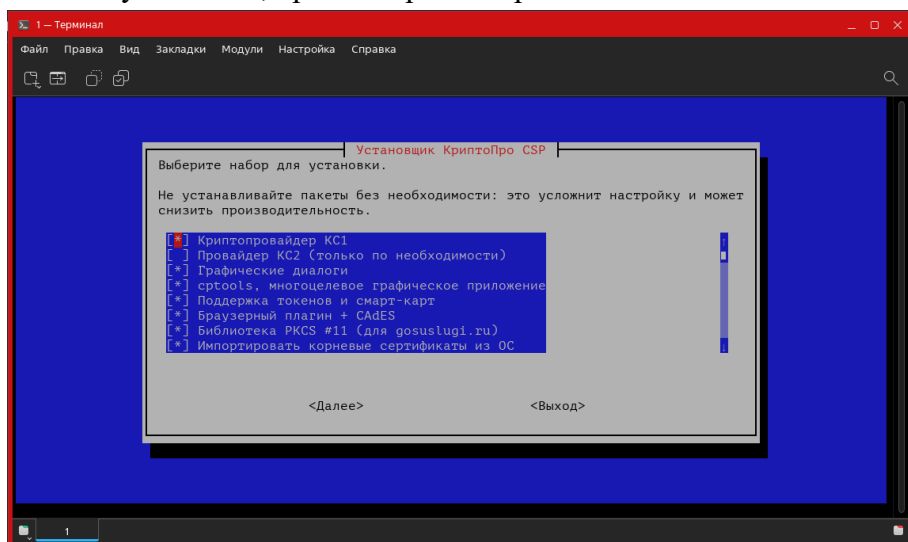 1 — Терминал
Файл Правка Вид Закладки Модули Настройка Справка
Установщик КриптоПро CSP
Выберите набор для установки.
Не устанавливайте пакеты без необходимости: это усложнит настройку и может
снизить производительность.
[*] Криптопровайдер КС1
[ ] Провайдер КС2 (только по необходимости)
[*] Графические диалоги
[*] cptools, многоцелевое графическое приложение
[*] Поддержка токенов и смарт-карт
[*] Браузерный плагин + CAdES
[*] Библиотека PKCS #11 (для gosuslugi.ru)
[*] Импортировать корневые сертификаты из ОС
<Далее> <Выход>
1